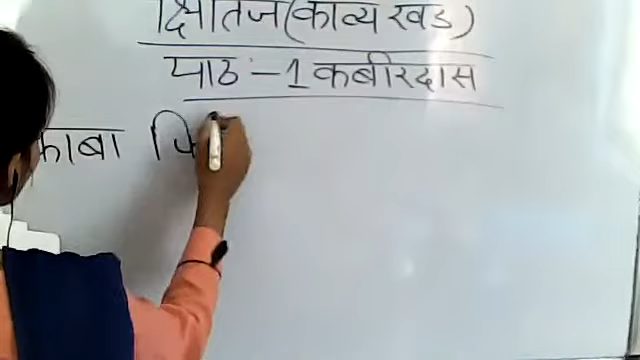 क्षितिज (काव्य खंड)
पाठ - 1 कबीरदास
काबा